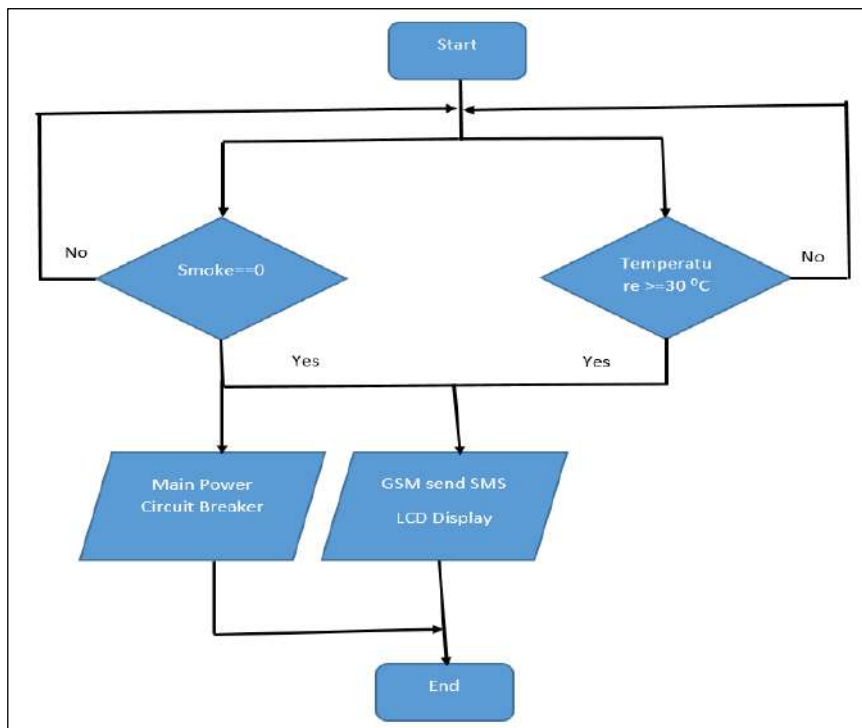 Start
No
Smoke==0
Temperatu
re >=30 ⁰C
No
Yes
Yes
Main Power
Circuit Breaker
GSM send SMS
LCD Display
End